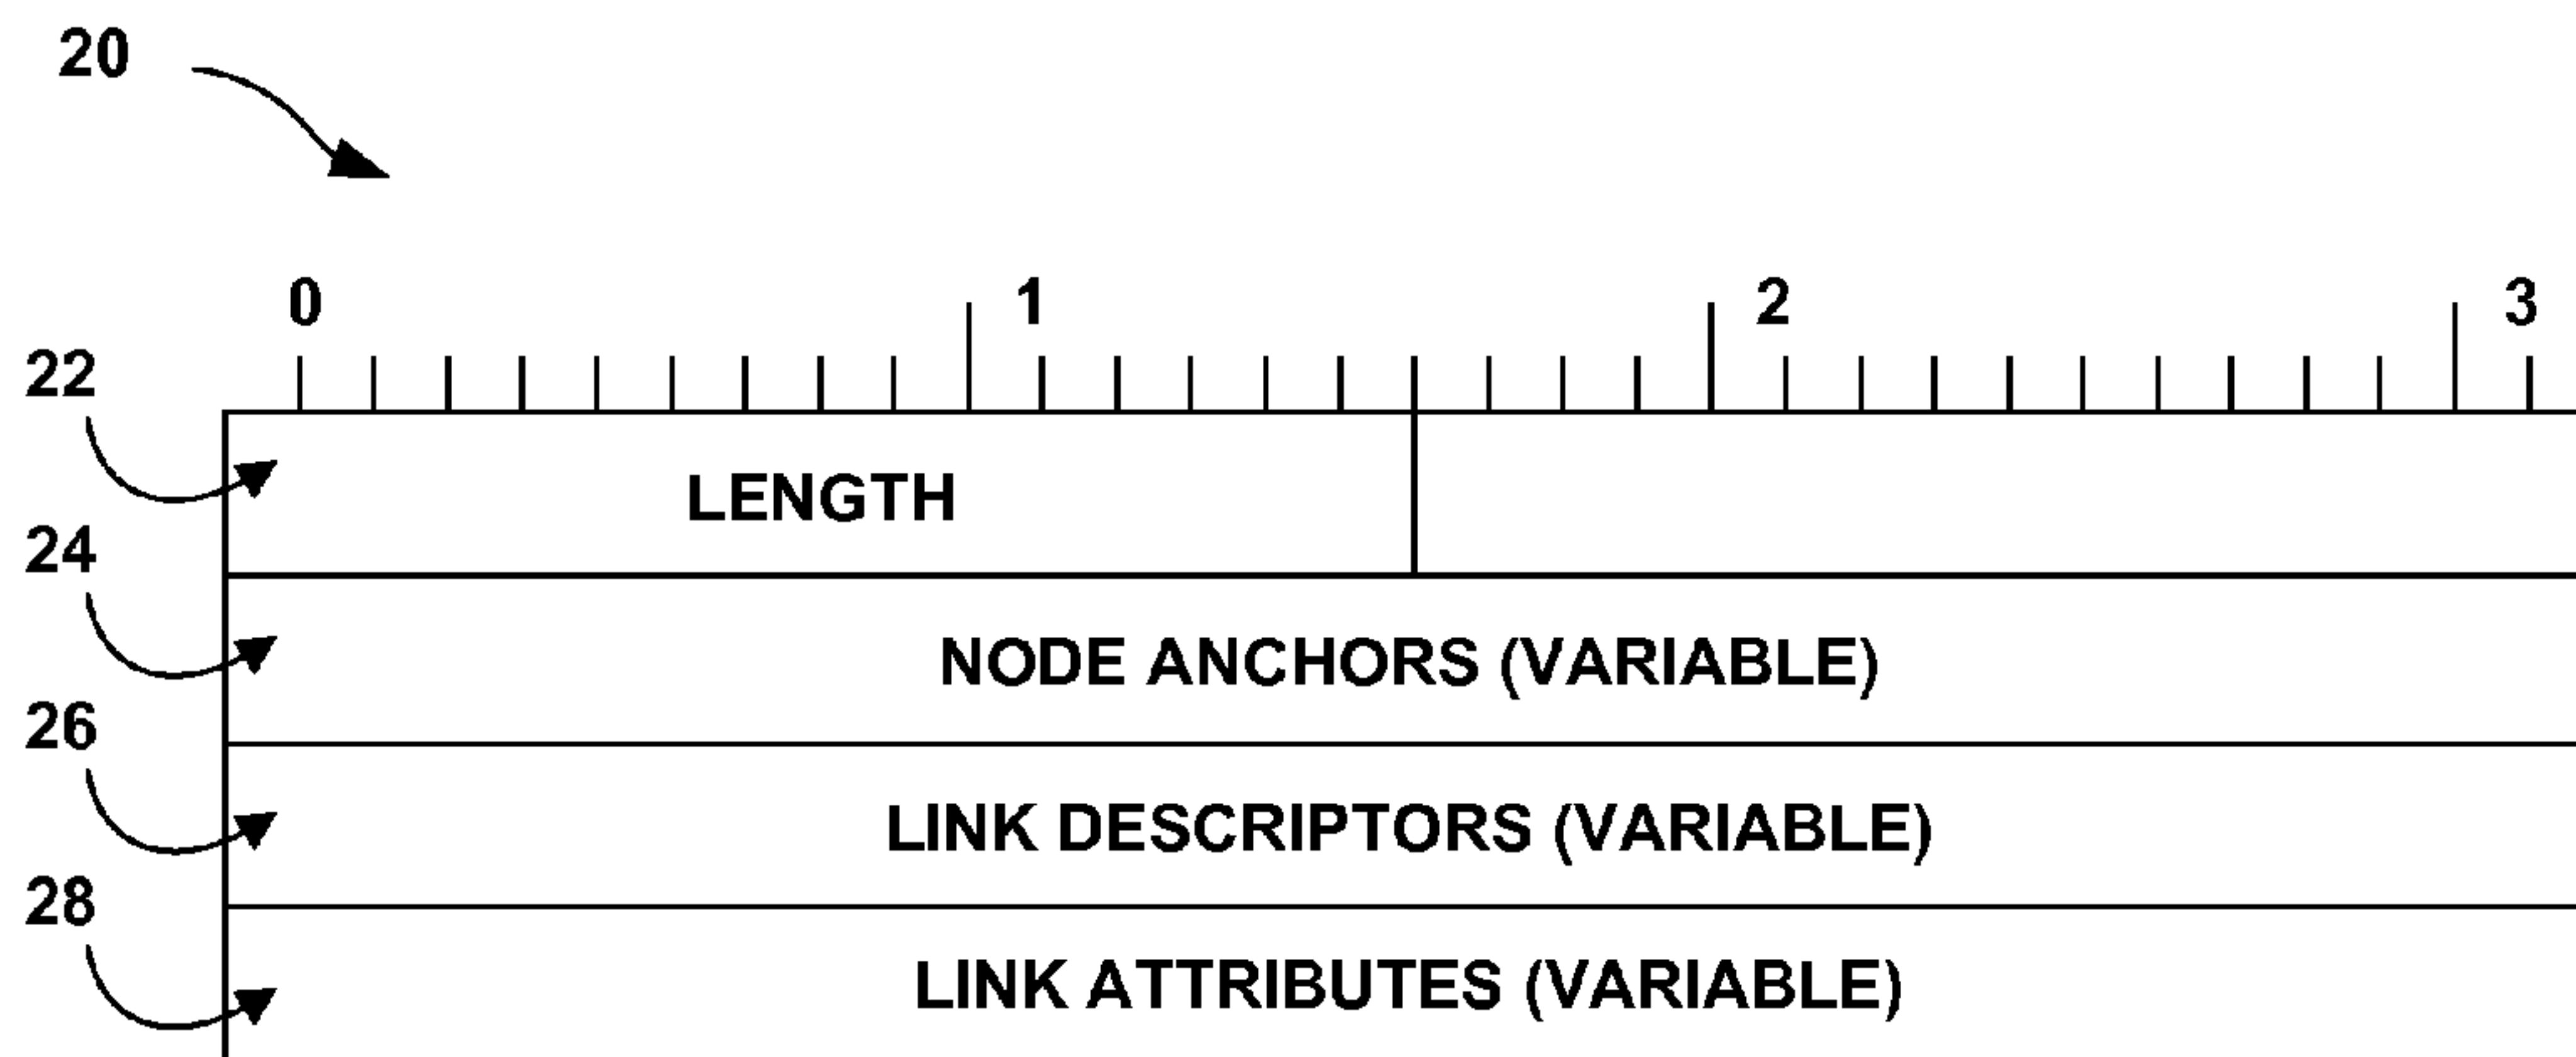 20
0 1 2 3
22
LENGTH
24
NODE ANCHORS (VARIABLE)
26
LINK DESCRIPTORS (VARIABLE)
28
LINK ATTRIBUTES (VARIABLE)